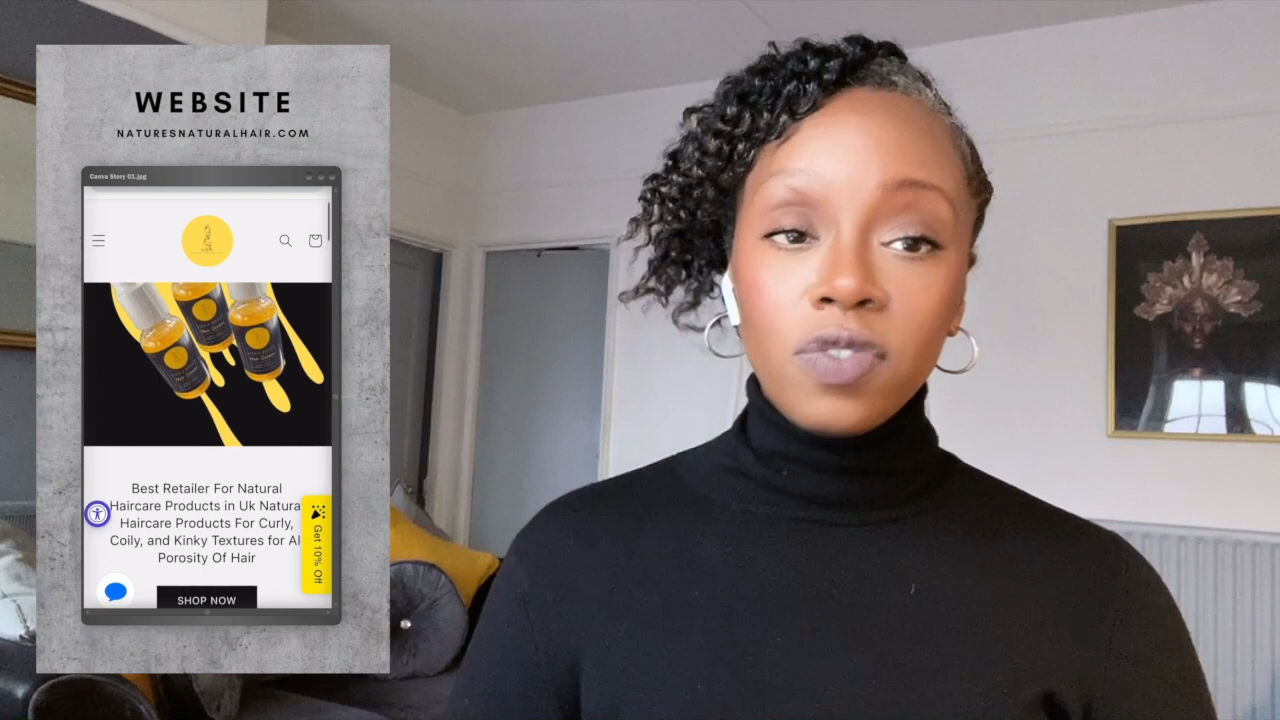 WEBSITE
NATURESNATURALHAIR.COM
Canva Story 01.jpg
Best Retailer For Natural
Haircare Products in Uk Natura
Haircare Products For Curly,
Coily, and Kinky Textures for Al
Porosity Of Hair
Get 10% Off
SHOP NOW